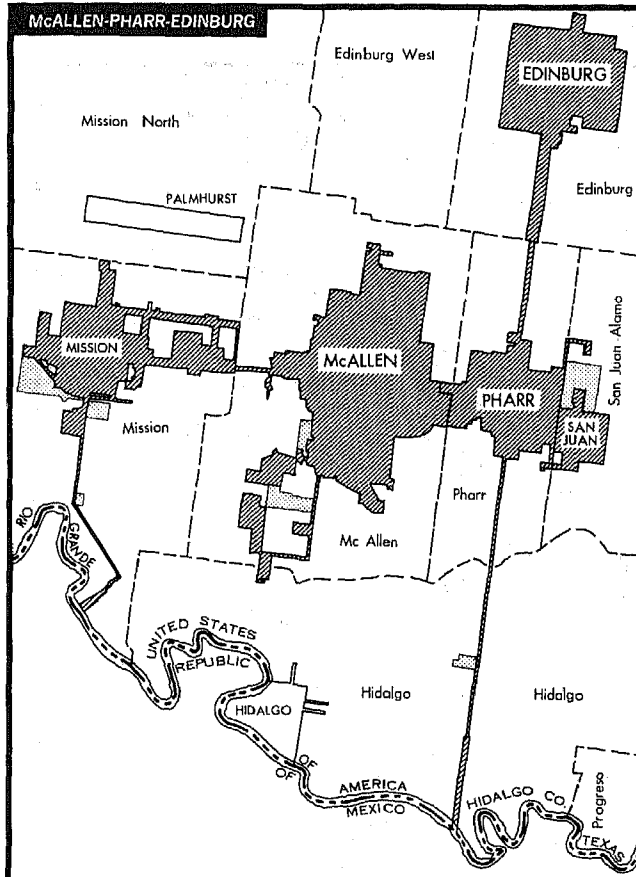 McALLEN-PHARR-EDINBURG
Edinburg West
EDINBURG
Mission North
PALMHURST
Edinburg
San Juan-Alamo
MISSION
McALLEN
PHARR
SAN
JUAN
Mission
Pharr
Mc Allen
RIO
GRANDE
UNITED STATES
REPUBLIC
HIDALGO
Hidalgo
Hidalgo
OF
OF
AMERICA
MEXICO
HIDALGO CO.
TEXAS
Progreso